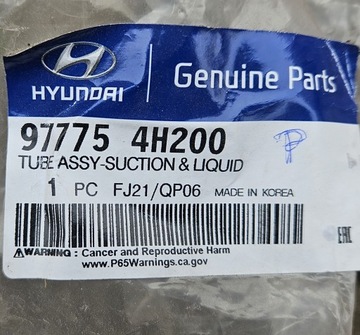 HYUNDAI
Genuine Parts
97775 4H200
TUBE ASSY-SUCTION & LIQUID
1 PC FJ21/QP06 MADE IN KOREA
P
EAC
WARNING : Cancer and Reproductive Harm
www.P65Warnings.ca.gov